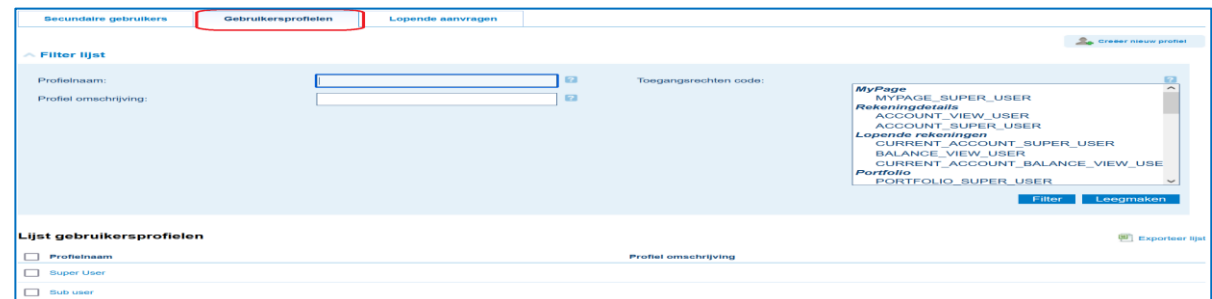 Secundaire gebruikers
Gebruikersprofielen
Lopende aanvragen
Creëer nieuw profiel
Filter lijst
Profielnaam:
Profiel omschrijving:
Toegangsrechten code:
MyPage
MYPAGE_SUPER_USER
Rekeningdetails
ACCOUNT_VIEW_USER
ACCOUNT_SUPER_USER
Lopende rekeningen
CURRENT_ACCOUNT_SUPER_USER
BALANCE_VIEW_USER
CURRENT_ACCOUNT_BALANCE_VIEW_USE
Portfolio
PORTFOLIO_SUPER_USER
Filter
Leegmaken
Lijst gebruikersprofielen
Exporteer lijst
Profielnaam
Profiel omschrijving
Super User
Sub user